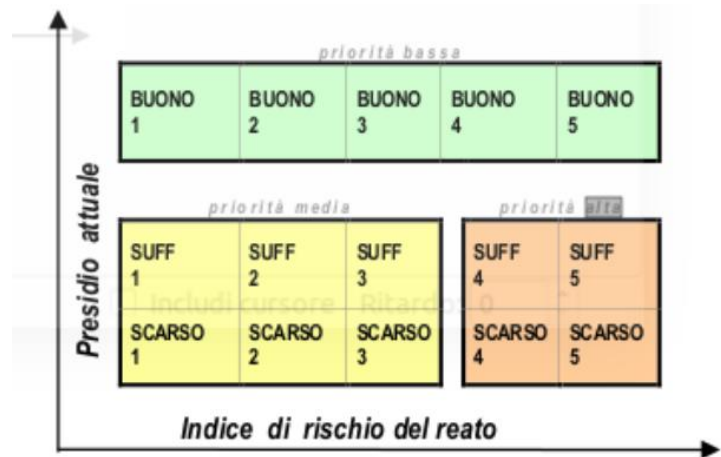 priorità bassa
BUONO BUONO BUONO BUONO BUONO
1 2 3 4 5
Presidio attuale
priorità media priorità alta
SUFF SUFF SUFF SUFF SUFF
1 2 3 4 5
Includi cursore Ritardo: 0
SCARSO SCARSO SCARSO SCARSO SCARSO
1 2 3 4 5
Indice di rischio del reato